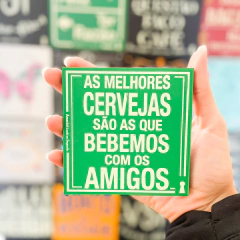 AS MELHORES
CERVEJAS
SÃO AS QUE
BEBEMOS
COM OS
AMIGOS.